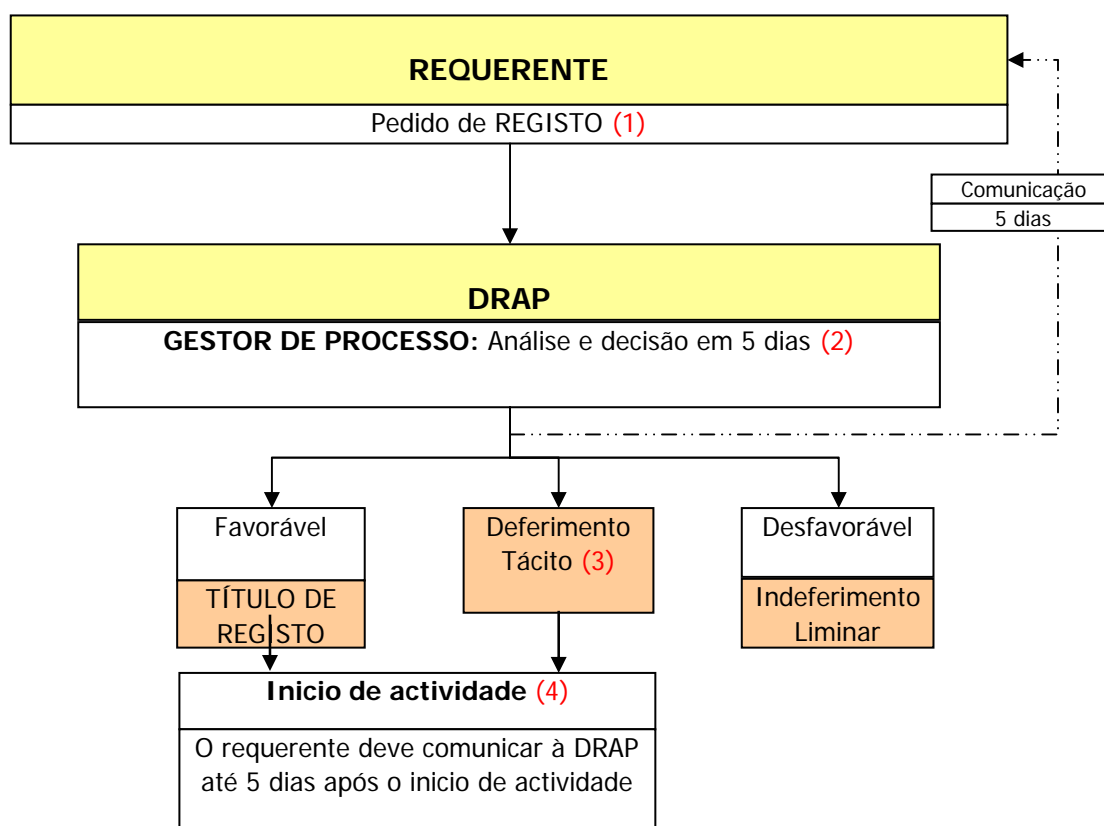 REQUERENTE
Pedido de REGISTO (1)
Comunicação
5 dias
DRAP
GESTOR DE PROCESSO: Análise e decisão em 5 dias (2)
Favorável
TÍTULO DE
REGISTO
Deferimento
Tácito (3)
Desfavorável
Indeferimento
Liminar
Inicio de actividade (4)
O requerente deve comunicar à DRAP
até 5 dias após o inicio de actividade